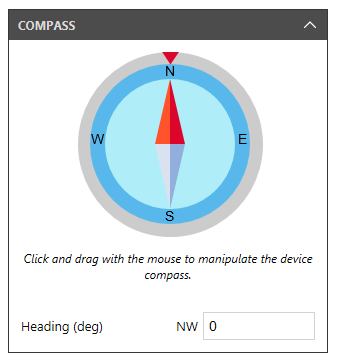 COMPASS
N
W
E
S
Click and drag with the mouse to manipulate the device
compass.
Heading (deg) NW 0